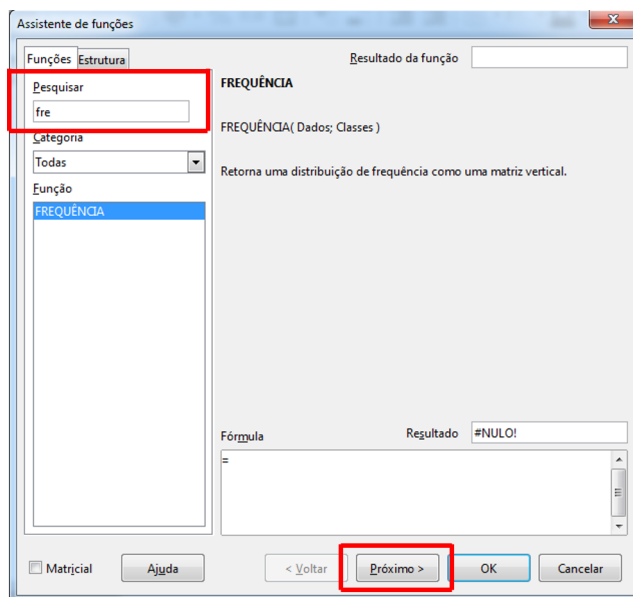 Assistente de funções
Funções Estrutura
Resultado da função
Pesquisar
fre
Categoria
Todas
Função
FREQUÊNCIA
FREQUÊNCIA
FREQUÊNCIA( Dados; Classes )
Retorna uma distribuição de frequência como uma matriz vertical.
Fórmula
Resultado #NULO!
=
Matricial
Ajuda
< Voltar
Próximo >
OK
Cancelar